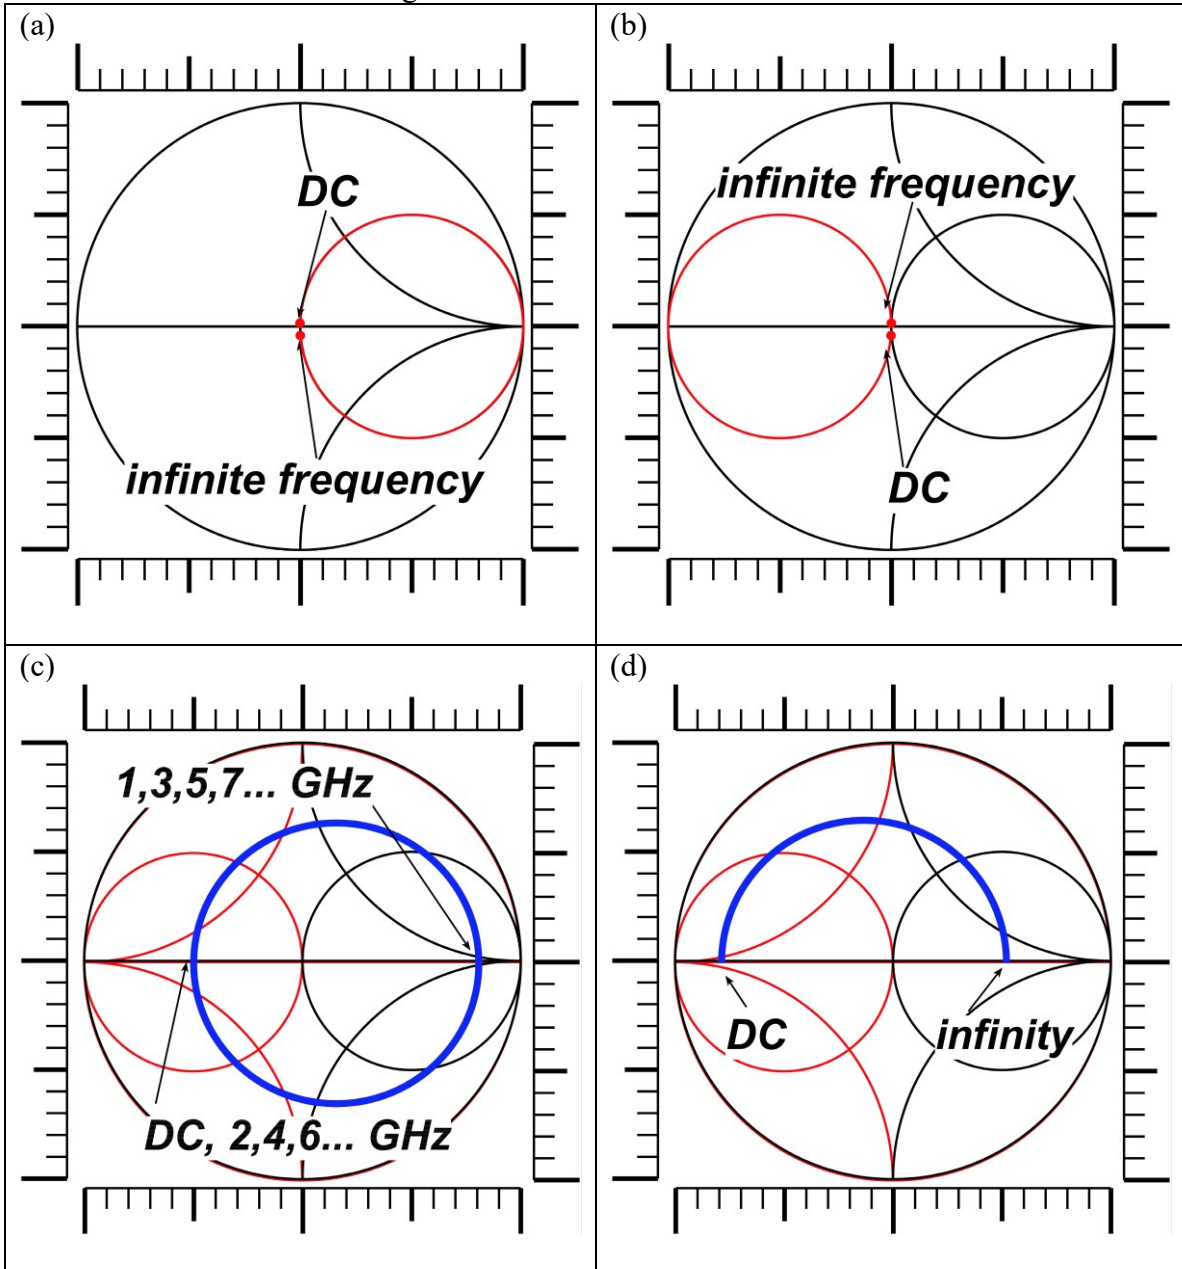 (a)
DC
infinite frequency
(b)
infinite frequency
DC
(c)
1,3,5,7... GHz
DC, 2,4,6... GHz
(d)
DC
infinity